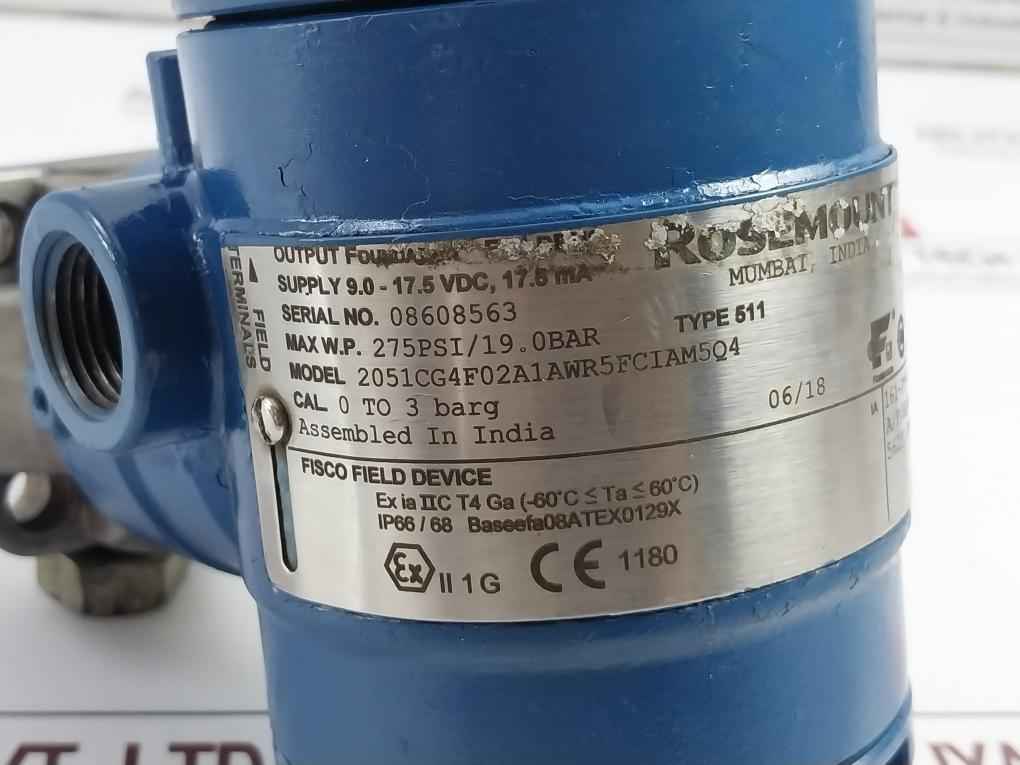 ROSEMOUNT
MUMBAI, INDIA
OUTPUT
SUPPLY 9.0 - 17.5 VDC, 17.5 mA
SERIAL NO. 08608563
TYPE 511
MAX W.P. 275PSI/19.0BAR
MODEL 2051CG4F02A1AWR5FCIAM5Q4
CAL 0 TO 3 barg
06/18
Assembled In India
FIELD
TERMINALS
FISCO FIELD DEVICE
Ex ia IIC T4 Ga (-60°C ≤ Ta ≤ 60°C)
IP66 / 68 Baseefa08ATEX0129X
Ex II 1 G CE 1180
LTD